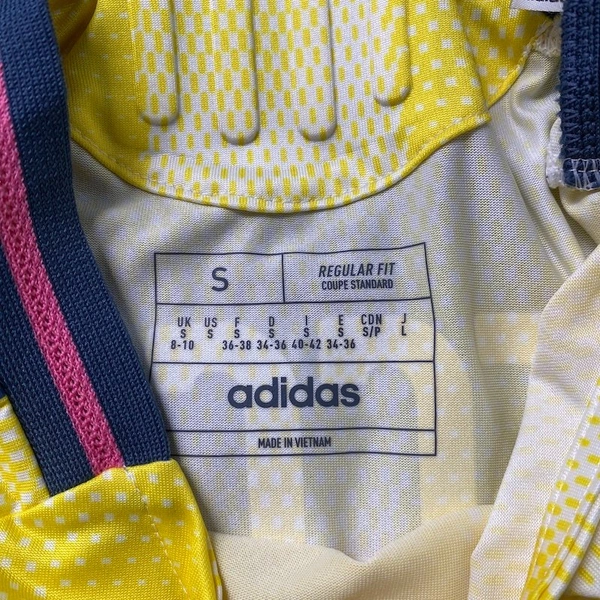 S
REGULAR FIT
COUPE STANDARD
UK US F D I E CDN J
S S S S S S S/P L
8-10 36-38 34-36 40-42 34-36
adidas
MADE IN VIETNAM